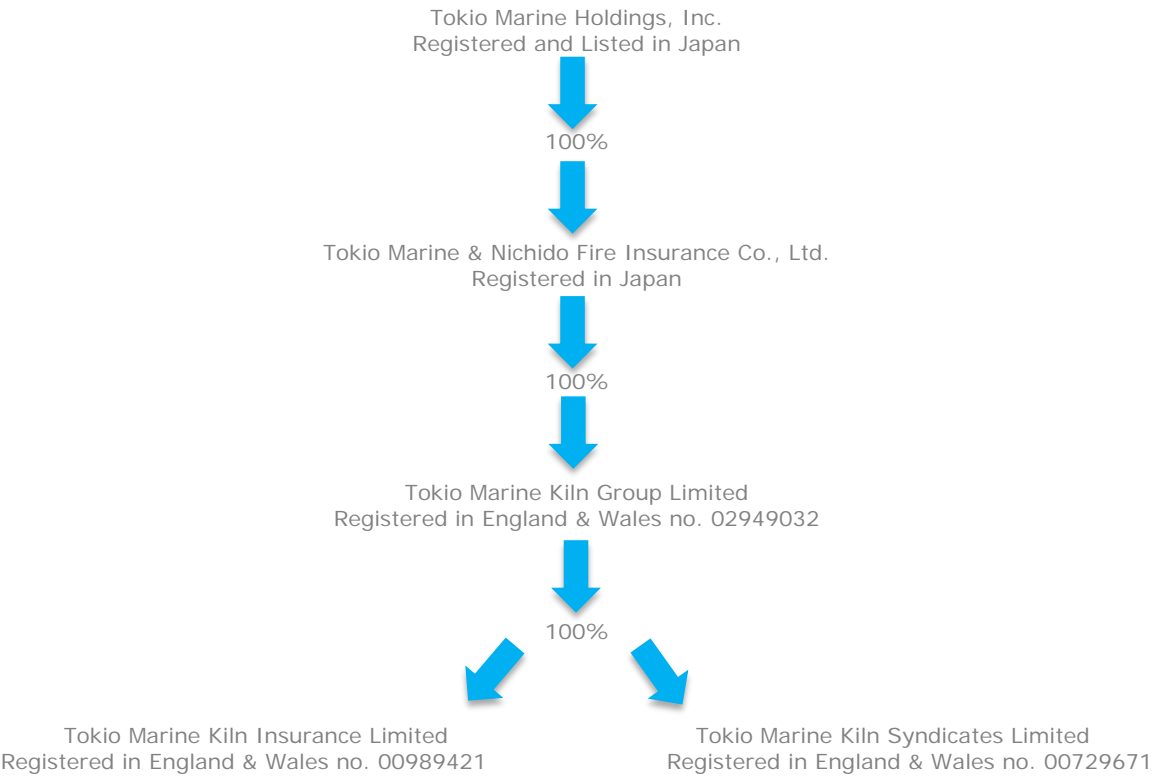 Tokio Marine Holdings, Inc.
Registered and Listed in Japan
100%
Tokio Marine & Nichido Fire Insurance Co., Ltd.
Registered in Japan
100%
Tokio Marine Kiln Group Limited
Registered in England & Wales no. 02949032
100%
Tokio Marine Kiln Insurance Limited
Registered in England & Wales no. 00989421
Tokio Marine Kiln Syndicates Limited
Registered in England & Wales no. 00729671